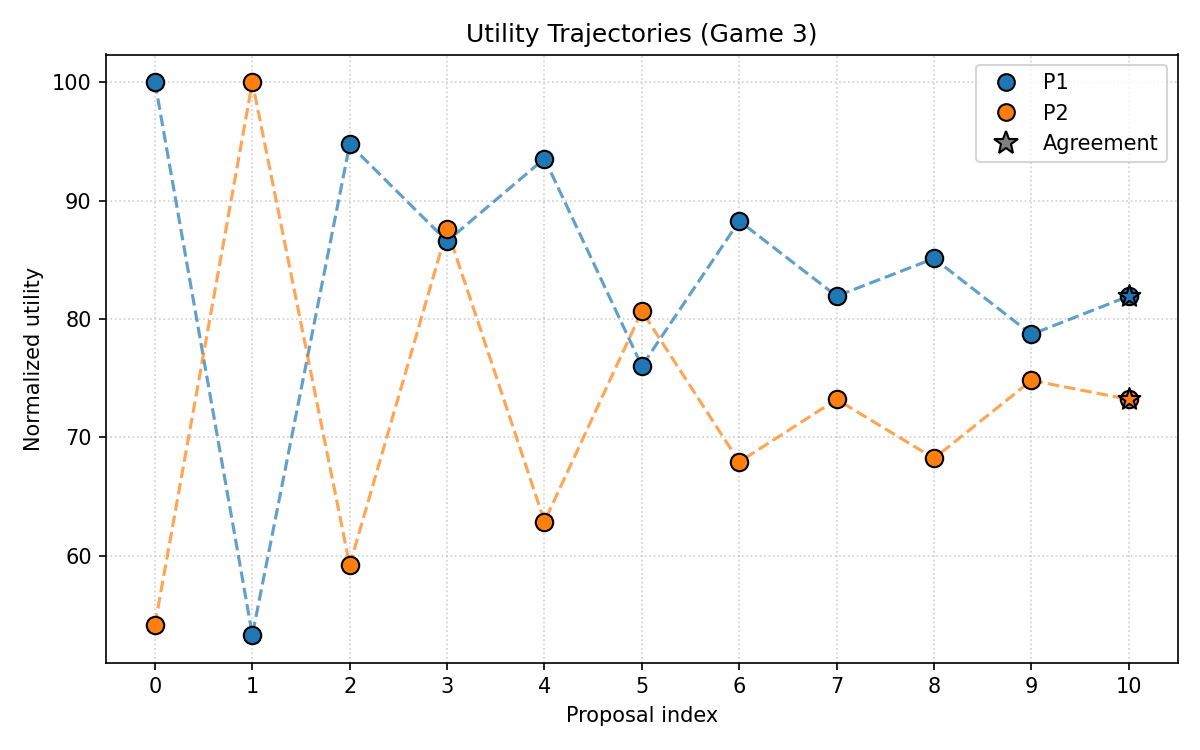 Utility Trajectories (Game 3)
100
90
80
70
60
Normalized utility
P1
P2
Agreement
0 1 2 3 4 5 6 7 8 9 10
Proposal index